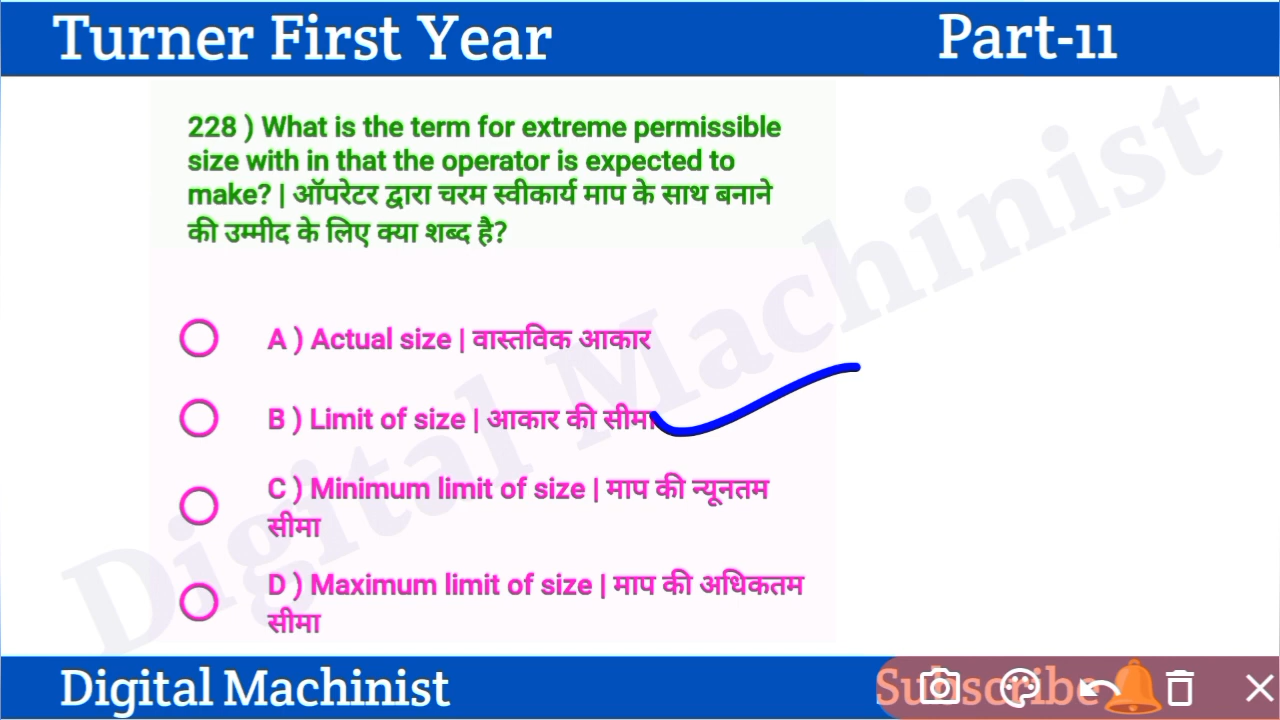 Turner First Year
Part-11
228 ) What is the term for extreme permissible
size with in that the operator is expected to
make? | ऑपरेटर द्वारा चरम स्वीकार्य माप के साथ बनाने
की उम्मीद के लिए क्या शब्द है?
A ) Actual size | वास्तविक आकार
B ) Limit of size | आकार की सीमा
C ) Minimum limit of size | माप की न्यूनतम
सीमा
D ) Maximum limit of size | माप की अधिकतम
सीमा
Digital Machinist
Digital Machinist
Subscribe